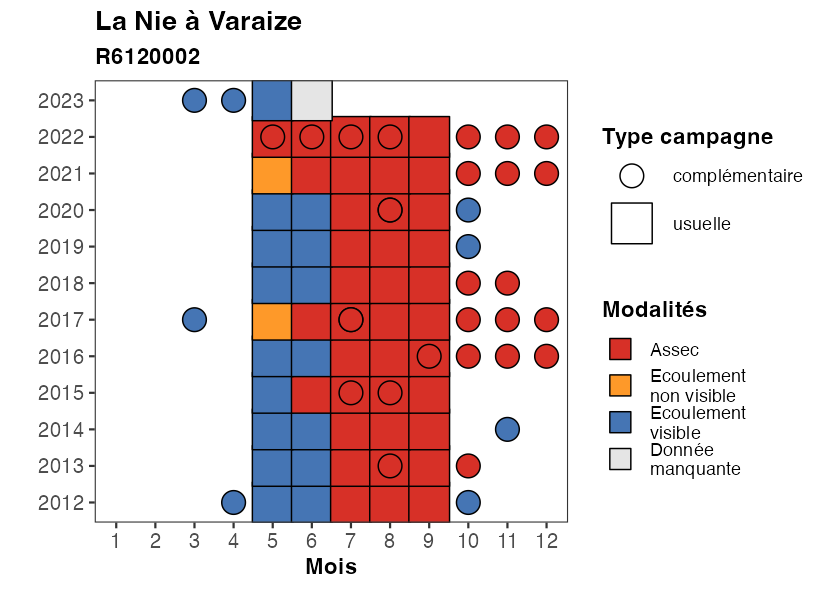 La Nie à Varaize
R6120002
2023
2022
2021
2020
2019
2018
2017
2016
2015
2014
2013
2012
1 2 3 4 5 6 7 8 9 10 11 12
Mois
Type campagne
complémentaire
usuelle
Modalités
Assec
Ecoulement
non visible
Ecoulement
visible
Donnée
manquante